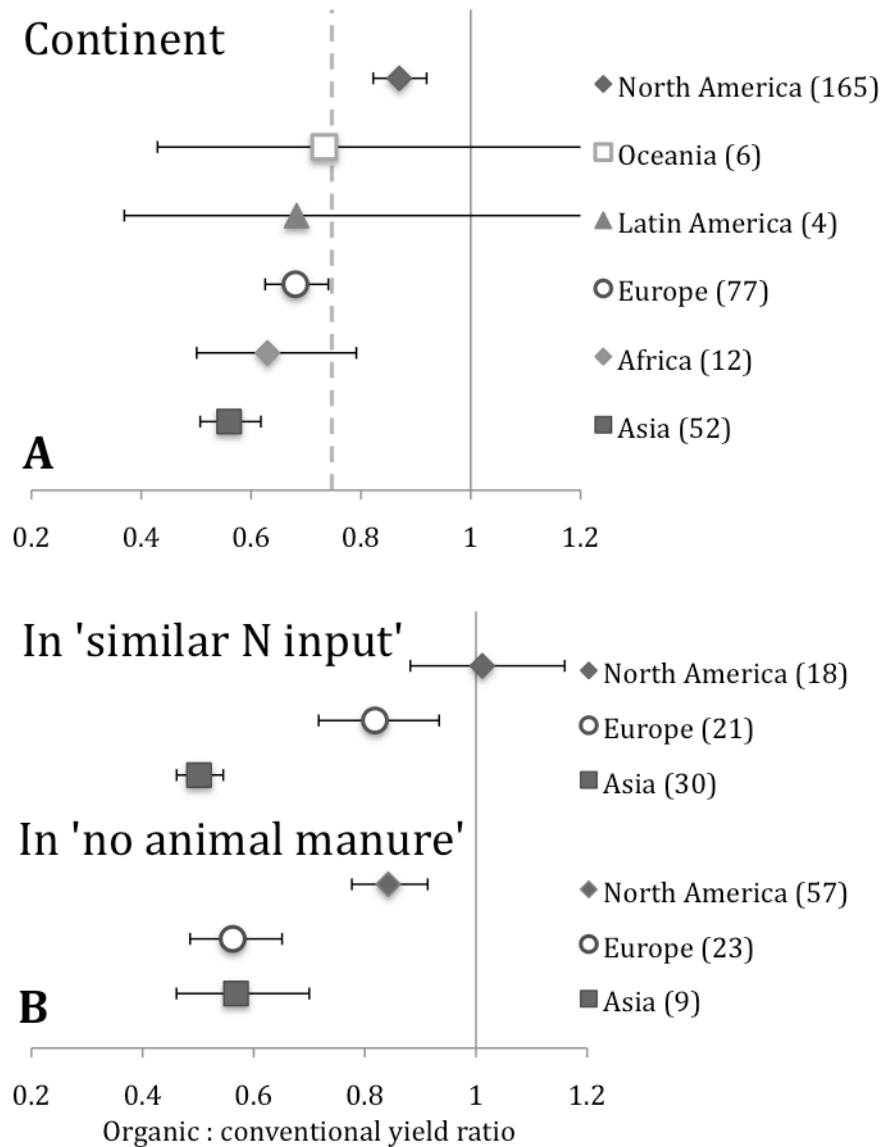 Continent
North America (165)
Oceania (6)
Latin America (4)
Europe (77)
Africa (12)
Asia (52)
A
0.2 0.4 0.6 0.8 1 1.2
In 'similar N input'
North America (18)
Europe (21)
Asia (30)
In 'no animal manure'
North America (57)
Europe (23)
Asia (9)
B
0.2 0.4 0.6 0.8 1 1.2
Organic : conventional yield ratio